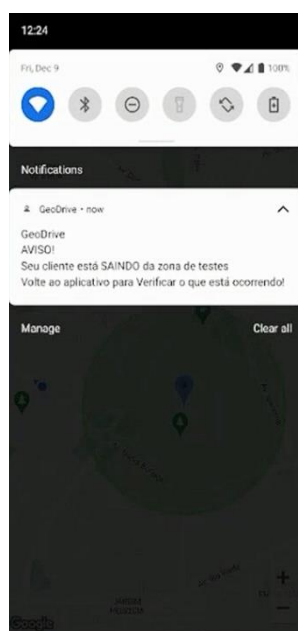 12:24
Fri, Dec 9
100%
Notifications
GeoDrive • now
GeoDrive
AVISO!
Seu cliente está SAINDO da zona de testes
Volte ao aplicativo para Verificar o que está ocorrendo!
Manage
Clear all
JARDIM
Google